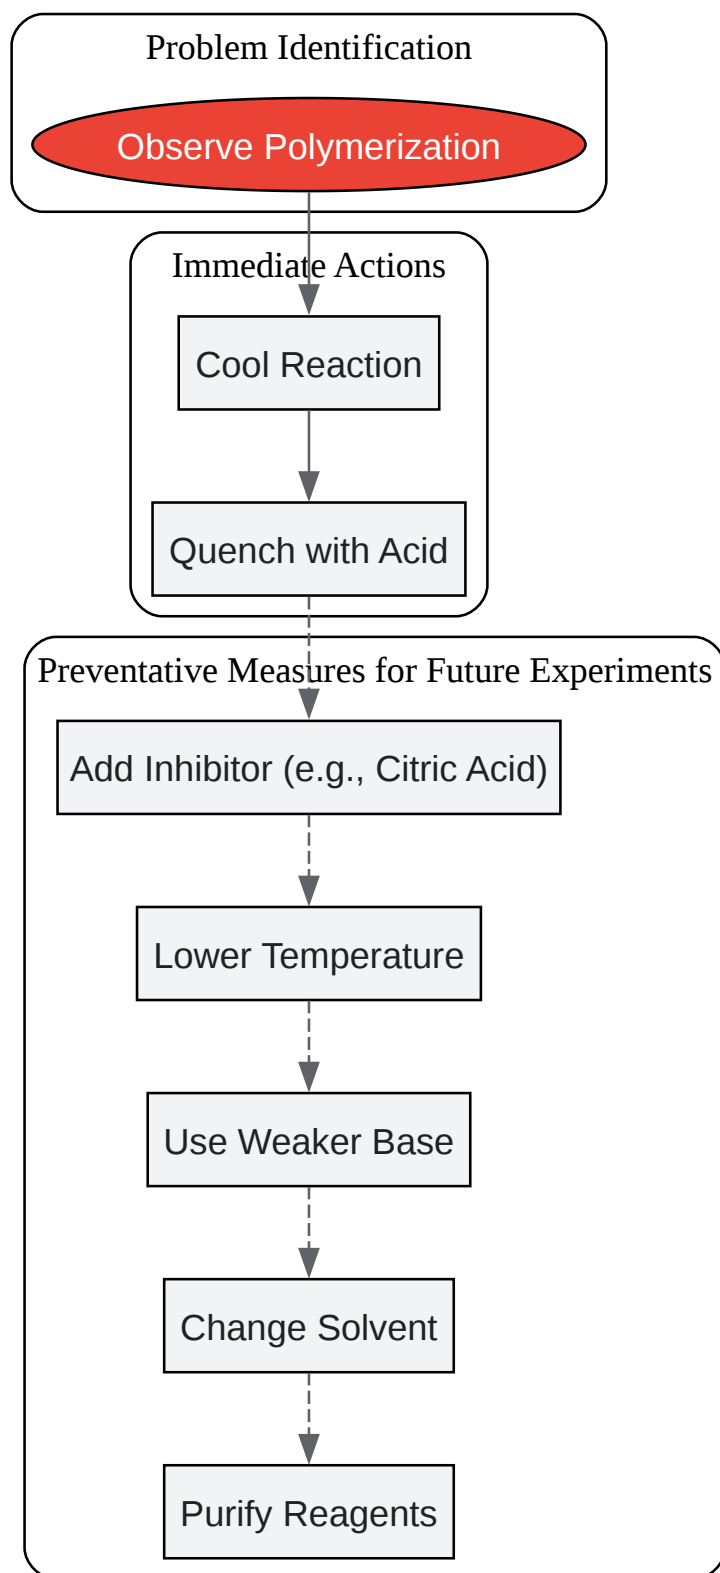 Problem Identification
Observe Polymerization
Immediate Actions
Cool Reaction
Quench with Acid
Preventative Measures for Future Experiments
Add Inhibitor (e.g., Citric Acid)
Lower Temperature
Use Weaker Base
Change Solvent
Purify Reagents